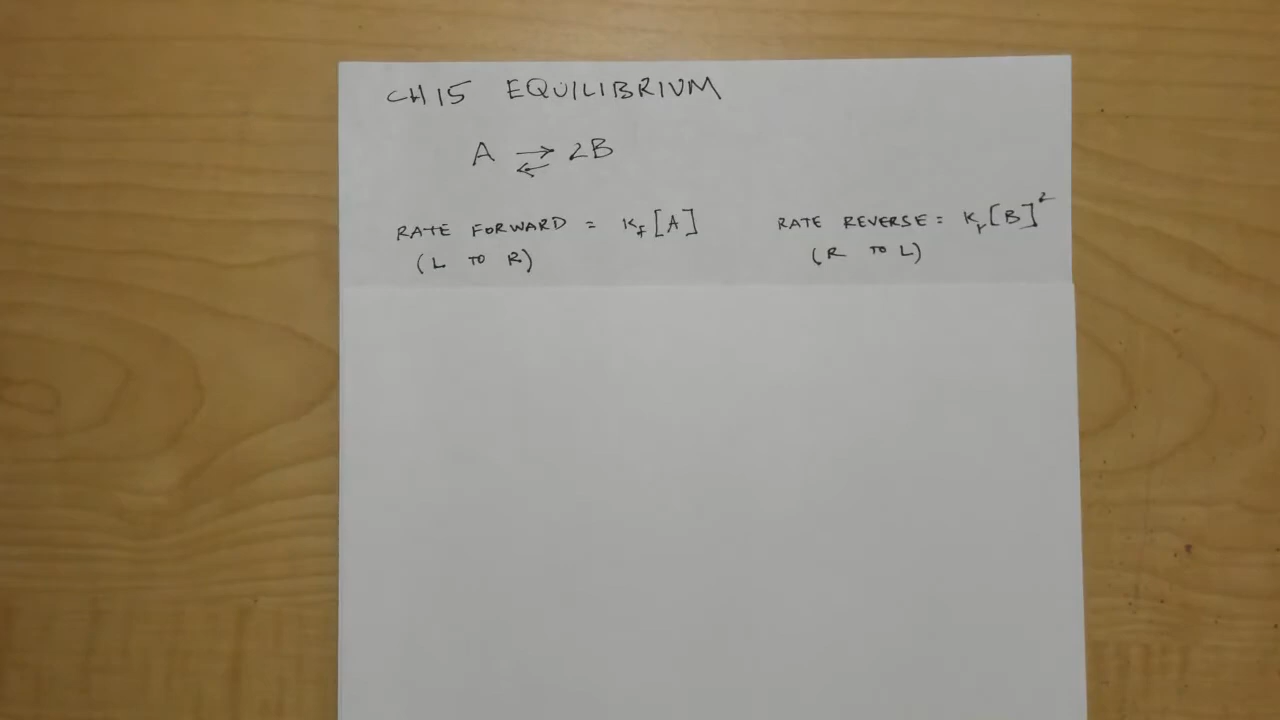 CH15 EQUILIBRIUM
A ⇌ 2B
RATE FORWARD = Kf[A] RATE REVERSE = Kr[B]²
(L TO R) (R TO L)